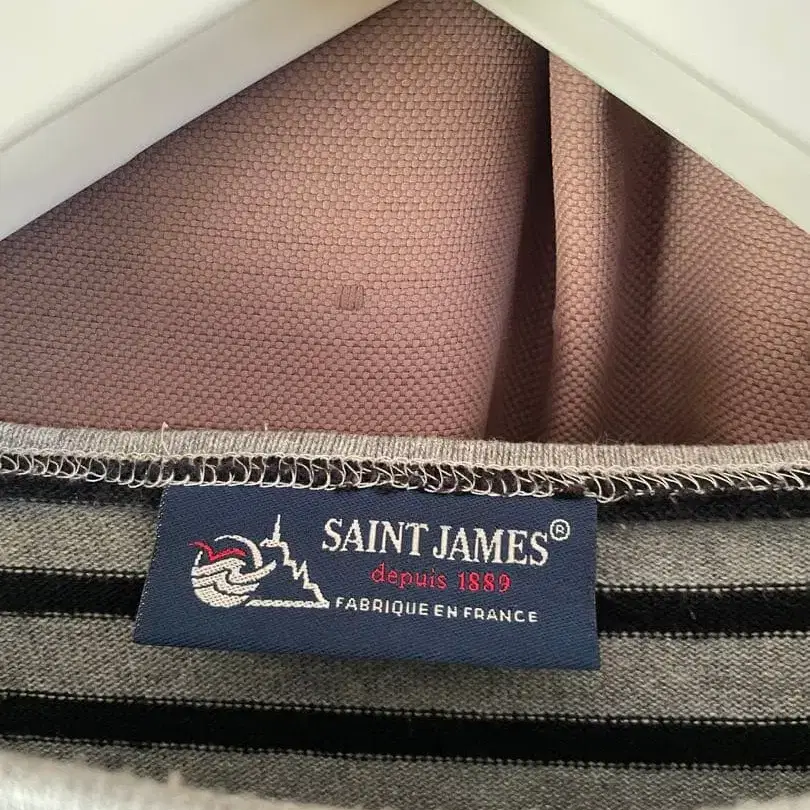 SAINT JAMES®
depuis 1889
FABRIQUE EN FRANCE